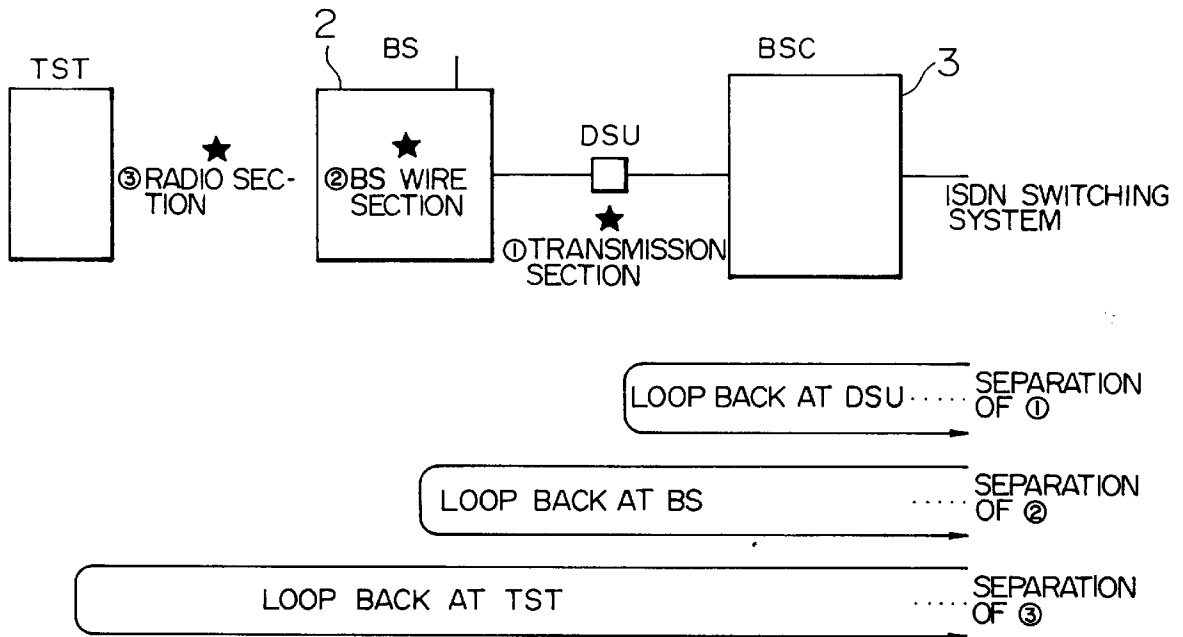 2
BS
BSC
3
TST
DSU
③RADIO SEC-
TION
②BS WIRE
SECTION
①TRANSMISSION
SECTION
ISDN SWITCHING
SYSTEM
LOOP BACK AT DSU ····· SEPARATION
OF ①
LOOP BACK AT BS ····· SEPARATION
OF ②
LOOP BACK AT TST ····· SEPARATION
OF ③